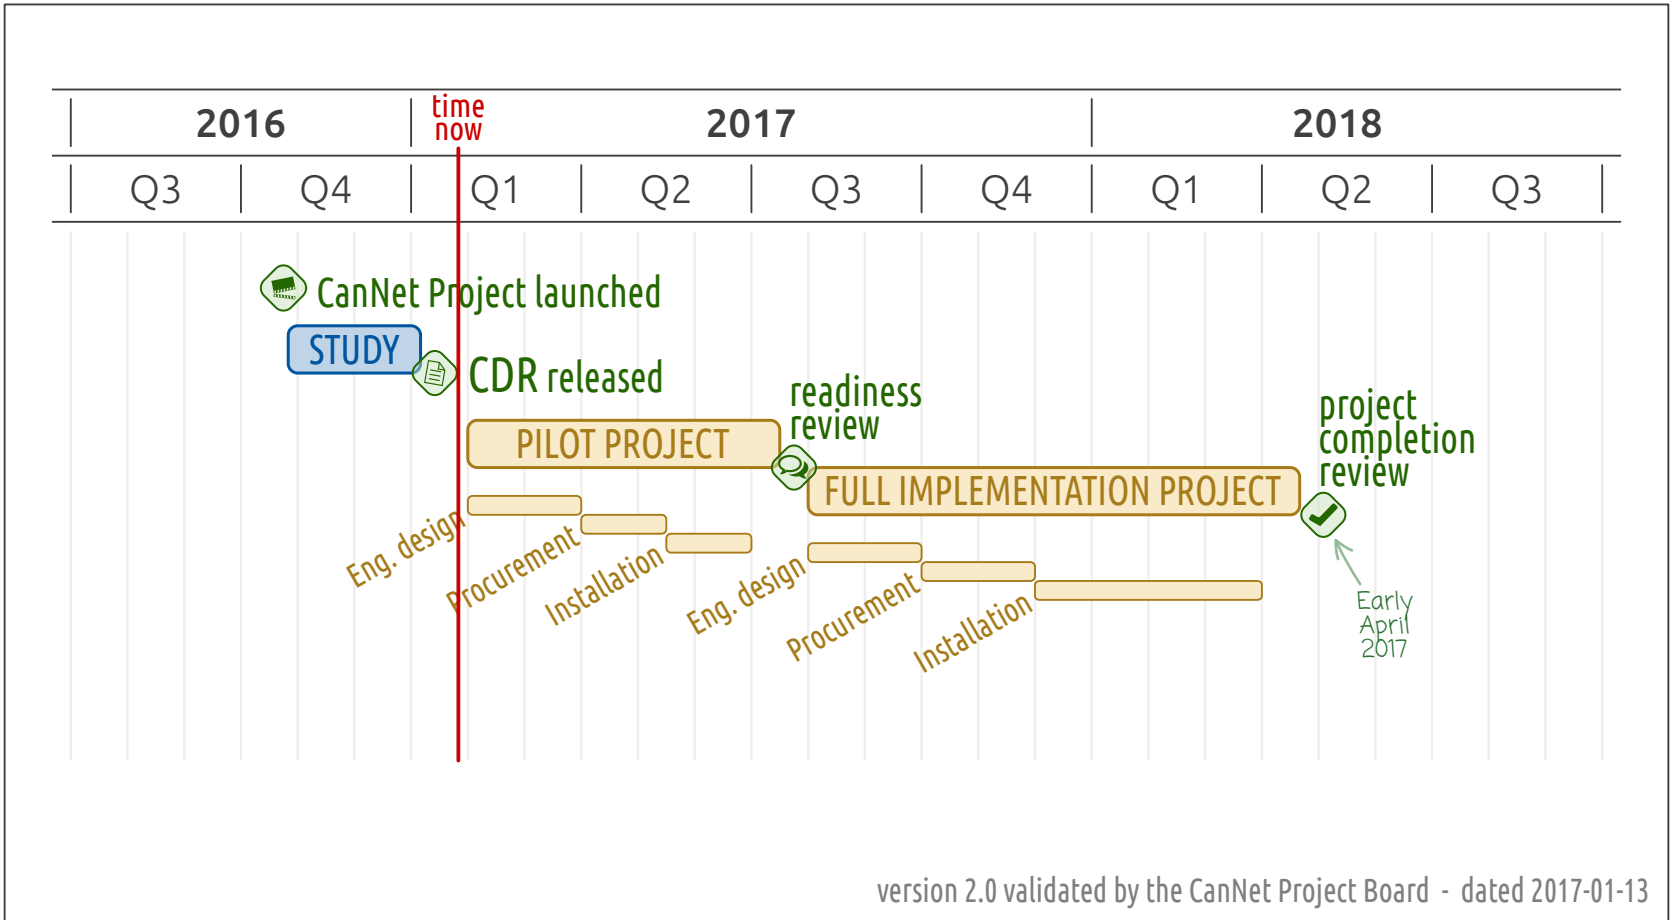 2016
time
now
2017
2018
Q3
Q4
Q1
Q2
Q3
Q4
Q1
Q2
Q3
CanNet Project launched
STUDY
CDR released
readiness
review
project
completion
review
PILOT PROJECT
FULL IMPLEMENTATION PROJECT
Eng. design
Procurement
Installation
Eng. design
Procurement
Installation
Early
April
2017
version 2.0 validated by the CanNet Project Board - dated 2017-01-13